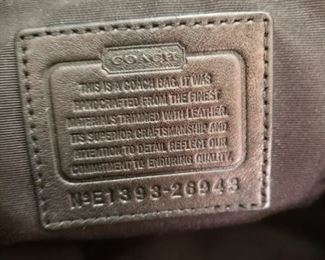 COACH
THIS IS A COACH BAG. IT WAS
HANDCRAFTED FROM THE FINEST
MATERIALS TRIMMED WITH LEATHER.
ITS SUPERIOR CRAFTSMANSHIP AND
ATTENTION TO DETAIL REFLECT OUR
COMMITMENT TO ENDURING QUALITY.
Nº E1393-26943